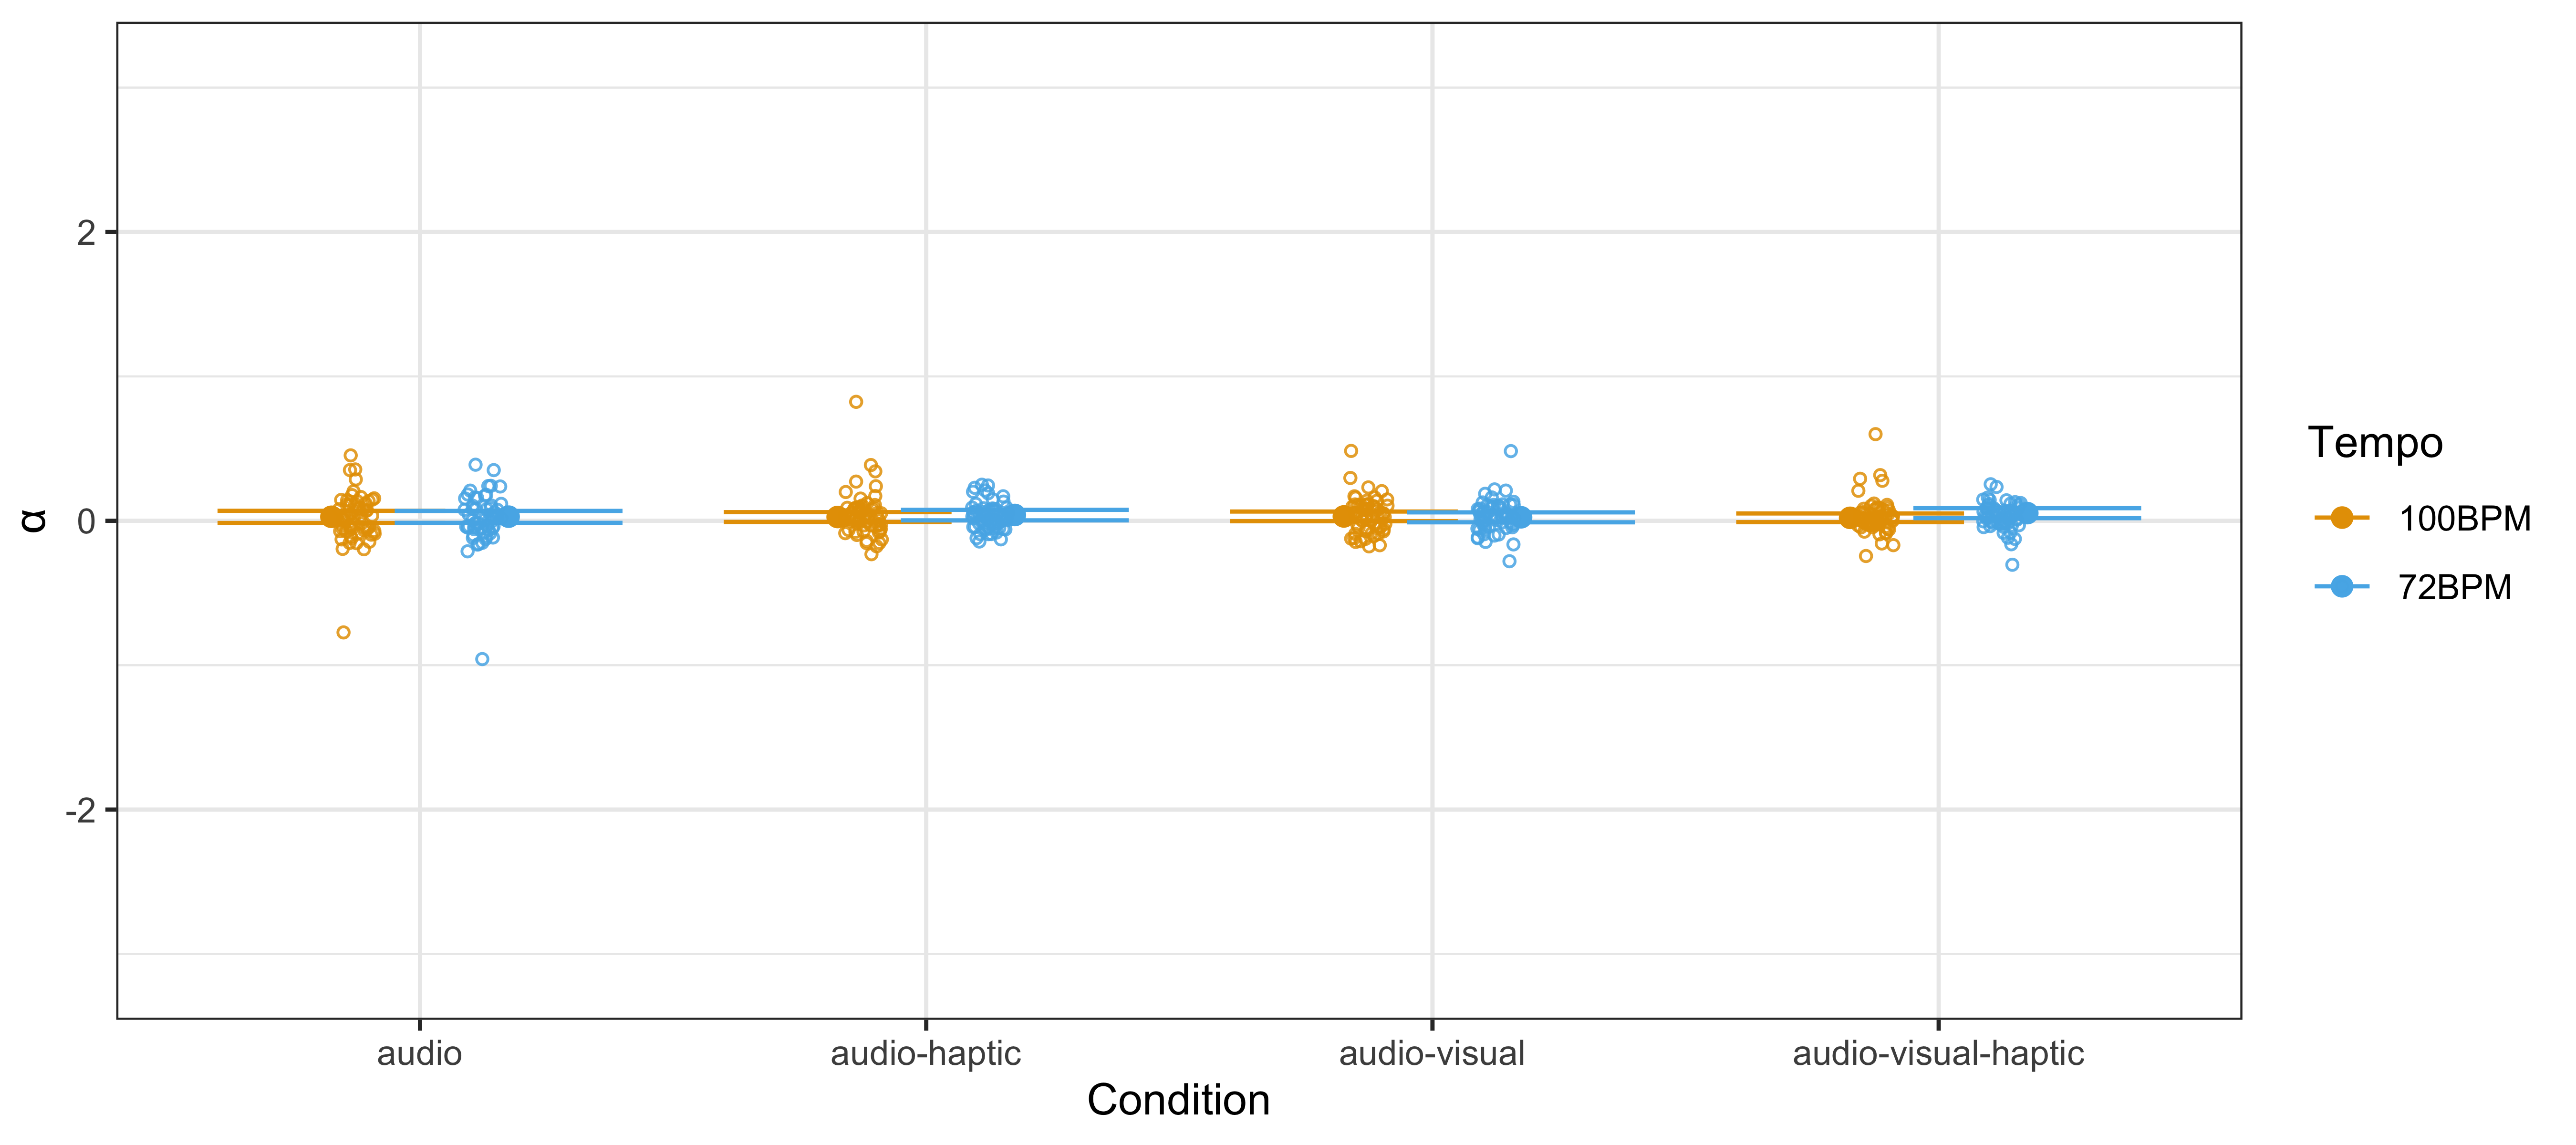 α
2
0
-2
audio audio-haptic audio-visual audio-visual-haptic
Condition
Tempo
100BPM
72BPM